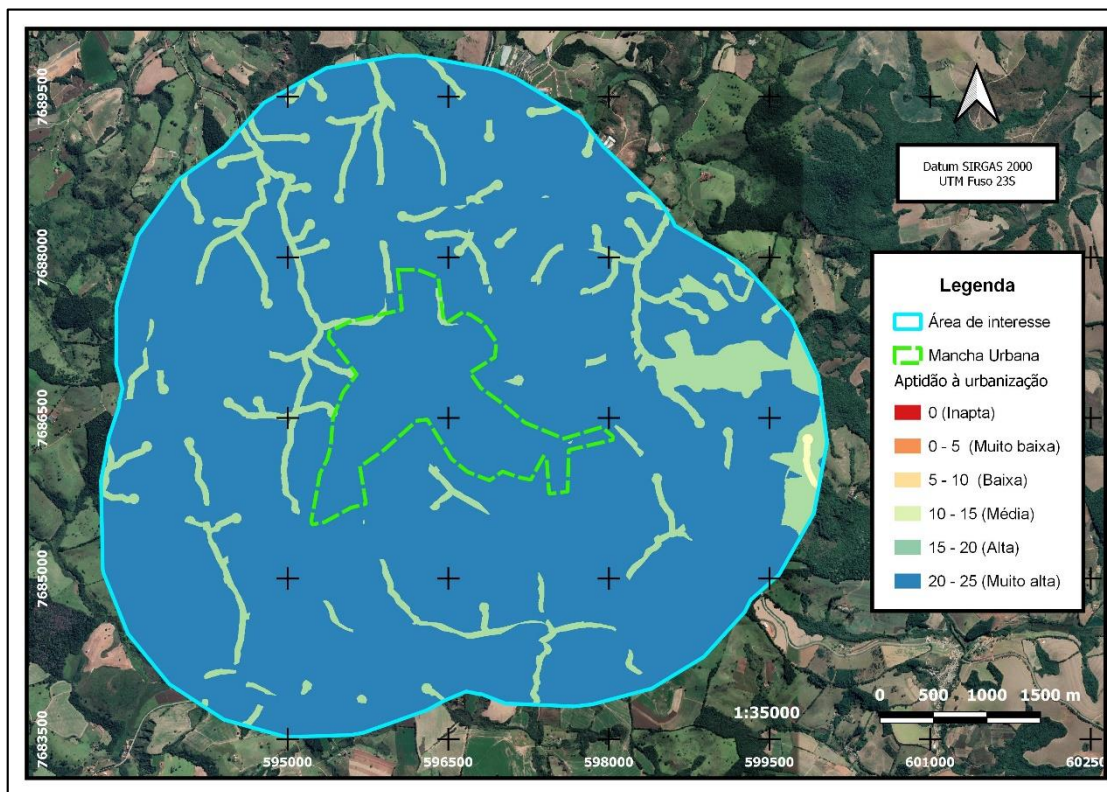 7689500
7688000
7686500
7685000
7683500
Datum SIRGAS 2000
UTM Fuso 23S
Legenda
Área de interesse
Mancha Urbana
Aptidão à urbanização
0 (Inapta)
0 - 5 (Muito baixa)
5 - 10 (Baixa)
10 - 15 (Média)
15 - 20 (Alta)
20 - 25 (Muito alta)
0 500 1000 1500 m
1:35000
595000 596500 598000 599500 601000 60250